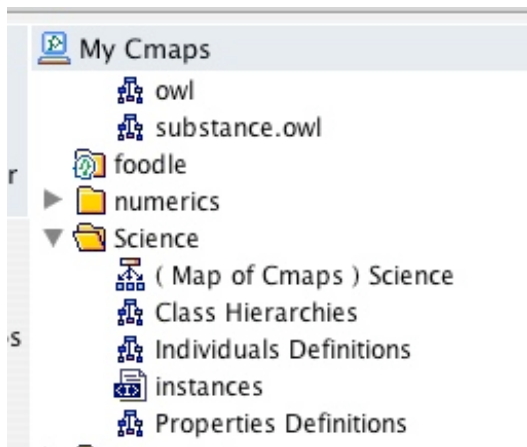 My Cmaps
owl
substance.owl
foodle
r
numerics
Science
( Map of Cmaps ) Science
Class Hierarchies
s
Individuals Definitions
instances
Properties Definitions